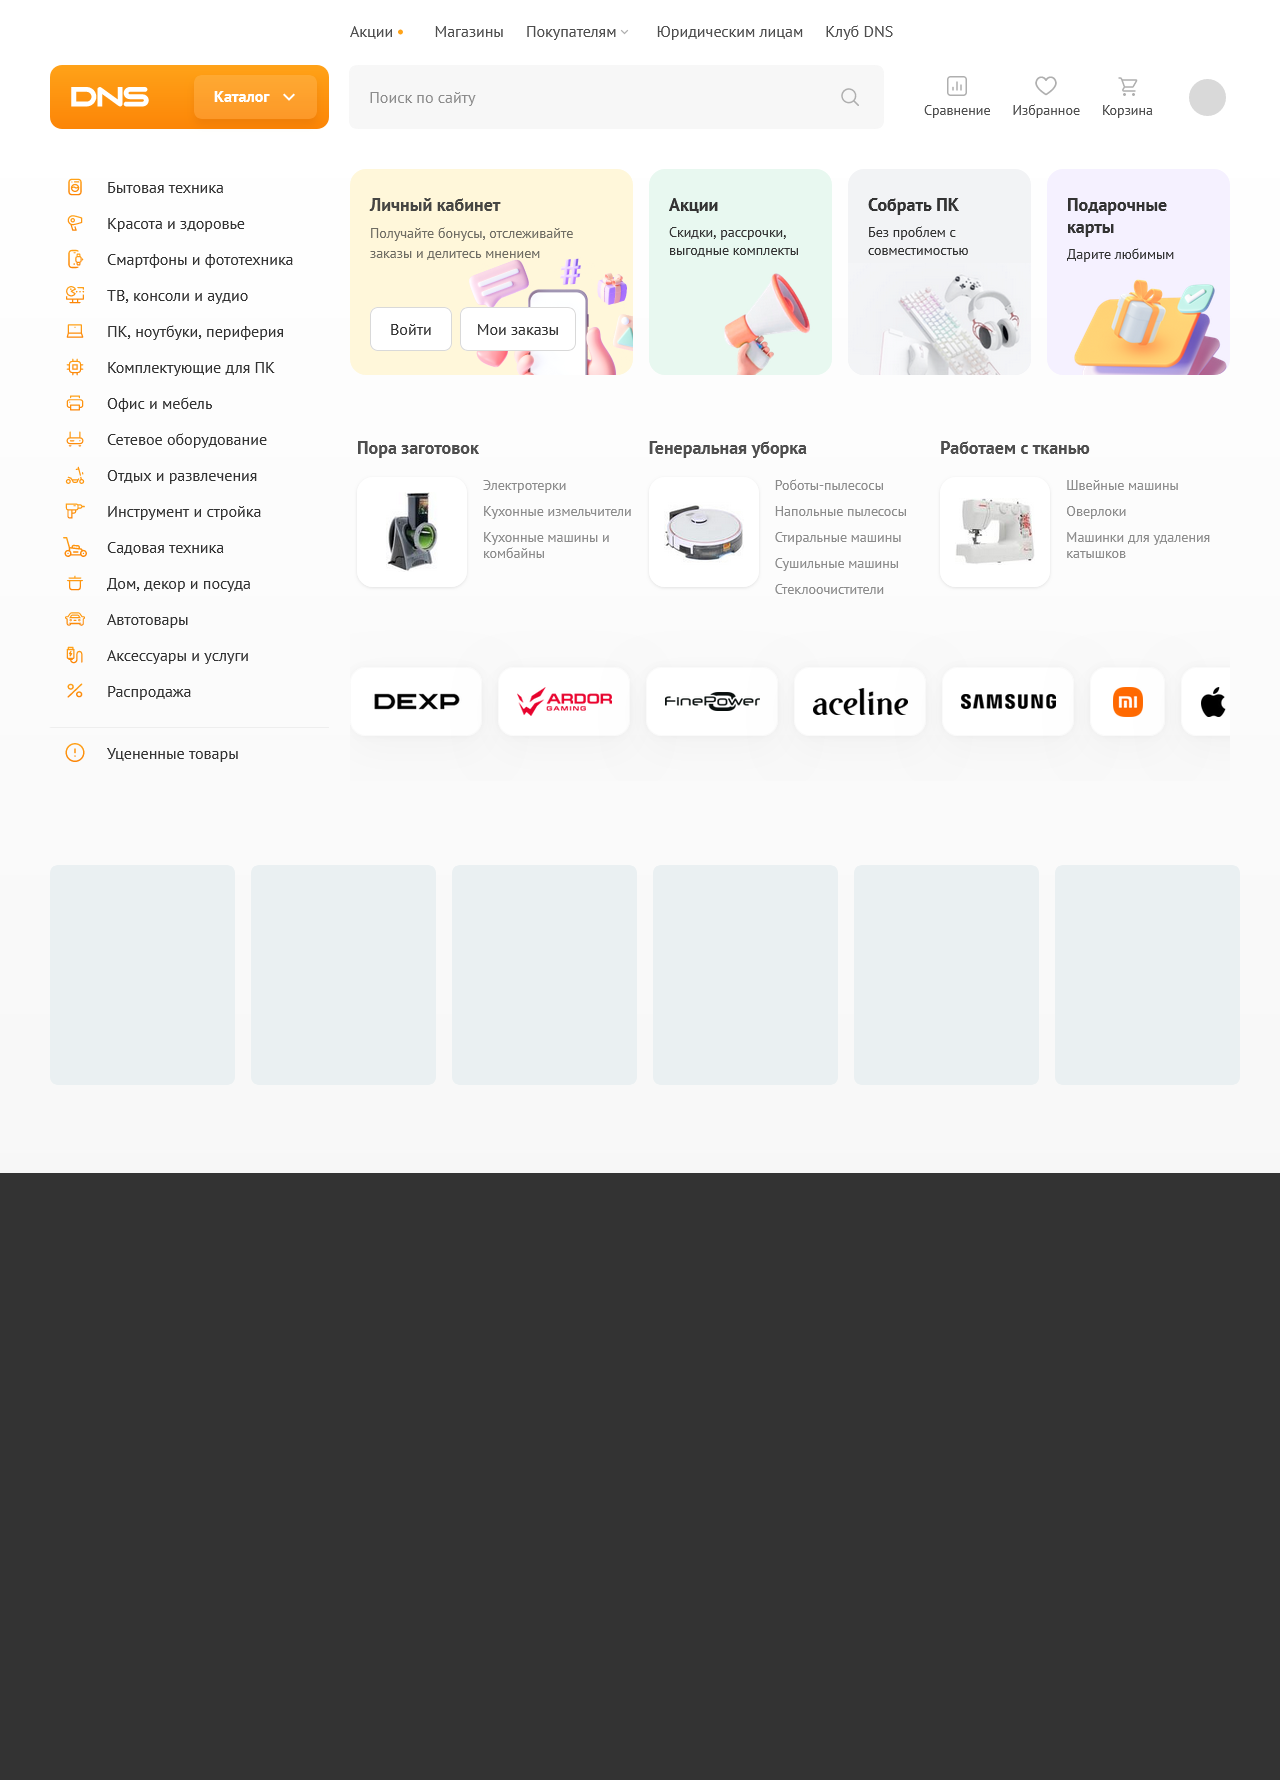 Акции
Магазины
Покупателям
Юридическим лицам
Клуб DNS
DNS
Каталог
Поиск по сайту
Сравнение
Избранное
Корзина
Бытовая техника
Красота и здоровье
Смартфоны и фототехника
ТВ, консоли и аудио
ПК, ноутбуки, периферия
Комплектующие для ПК
Офис и мебель
Сетевое оборудование
Отдых и развлечения
Инструмент и стройка
Садовая техника
Дом, декор и посуда
Автотовары
Аксессуары и услуги
Распродажа
Уцененные товары
Личный кабинет
Получайте бонусы, отслеживайте
заказы и делитесь мнением
#
Войти
Мои заказы
Акции
Скидки, рассрочки,
выгодные комплекты
Собрать ПК
Без проблем с
совместимостью
Подарочные
карты
Дарите любимым
Пора заготовок
Электротерки
Кухонные измельчители
Кухонные машины и
комбайны
Генеральная уборка
Роботы-пылесосы
Напольные пылесосы
Стиральные машины
Сушильные машины
Стеклоочистители
Работаем с тканью
Швейные машины
Оверлоки
Машинки для удаления
катышков
DEXP
ARDOR
GAMING
FinePower
aceline
SAMSUNG
mi